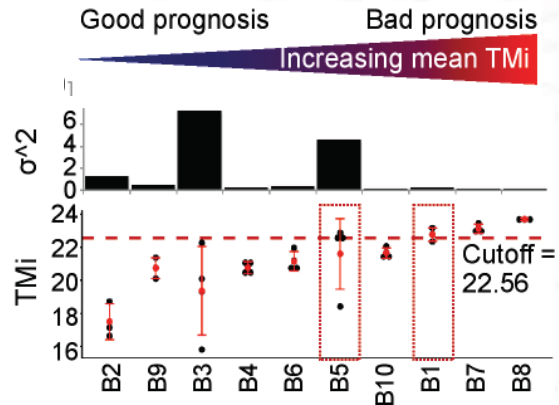 Good prognosis Bad prognosis
Increasing mean TMi
σ^2
6
4
2
0
TMi
24
22
20
18
16
Cutoff =
22.56
B2 B9 B3 B4 B6 B5 B10 B1 B7 B8